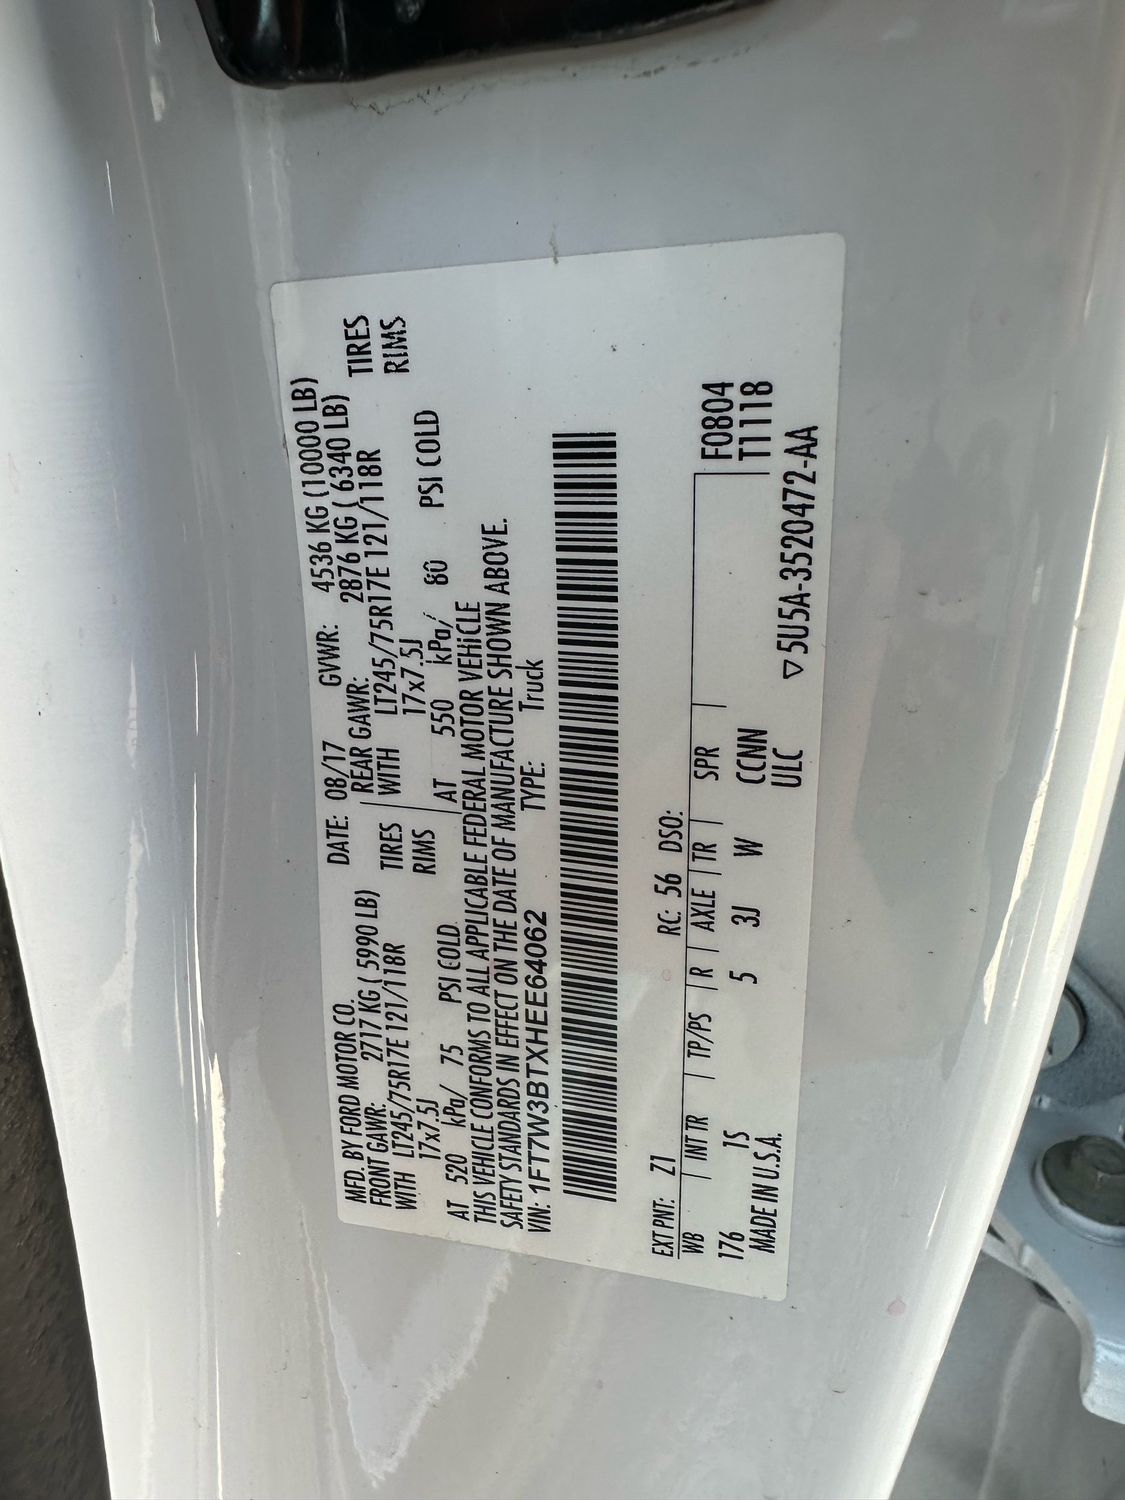 MFD. BY FORD MOTOR CO. DATE: 08/17 GVWR: 4536 KG (10000 LB)
FRONT GAWR: 2717 KG ( 5990 LB) REAR GAWR: 2876 KG ( 6340 LB)
WITH LT245/75R17E 121/118R TIRES WITH LT245/75R17E 121/118R TIRES
17x7.5J RIMS 17x7.5J RIMS
AT 520 kPa/ 75 PSI COLD AT 550 kPa/ 80 PSI COLD
THIS VEHICLE CONFORMS TO ALL APPLICABLE FEDERAL MOTOR VEHICLE
SAFETY STANDARDS IN EFFECT ON THE DATE OF MANUFACTURE SHOWN ABOVE.
VIN: 1FT7W3BTXHEE64062 TYPE: Truck
EXT PNT: Z1 RC: 56 DSO:
WB INT TR TP/PS R AXLE TR SPR F0804
176 1S 5 3J W CCNN T1118
MADE IN U.S.A. ULC
▽5U5A-3520472-AA